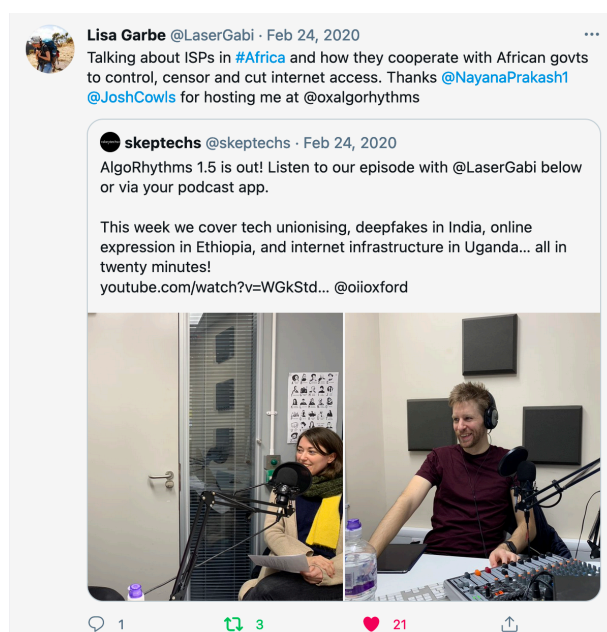 Lisa Garbe @LaserGabi · Feb 24, 2020
Talking about ISPs in #Africa and how they cooperate with African govts
to control, censor and cut internet access. Thanks @NayanaPrakash1
@JoshCowls for hosting me at @oxalgorhythms
skeptechs @skeptechs · Feb 24, 2020
AlgoRhythms 1.5 is out! Listen to our episode with @LaserGabi below
or via your podcast app.
This week we cover tech unionising, deepfakes in India, online
expression in Ethiopia, and internet infrastructure in Uganda... all in
twenty minutes!
youtube.com/watch?v=WGkStd... @oiioxford
1 3 21